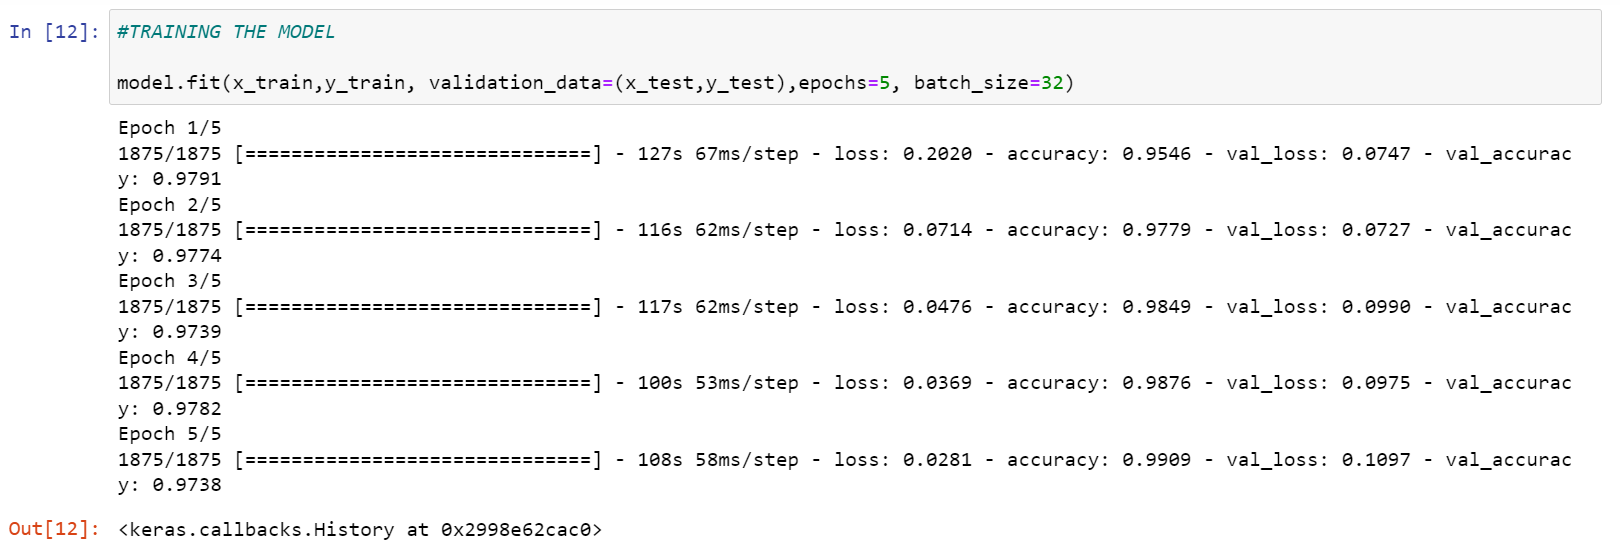 In [12]: #TRAINING THE MODEL
model.fit(x_train,y_train, validation_data=(x_test,y_test),epochs=5, batch_size=32)
Epoch 1/5
1875/1875 [==============================] - 127s 67ms/step - loss: 0.2020 - accuracy: 0.9546 - val_loss: 0.0747 - val_accurac
y: 0.9791
Epoch 2/5
1875/1875 [==============================] - 116s 62ms/step - loss: 0.0714 - accuracy: 0.9779 - val_loss: 0.0727 - val_accurac
y: 0.9774
Epoch 3/5
1875/1875 [==============================] - 117s 62ms/step - loss: 0.0476 - accuracy: 0.9849 - val_loss: 0.0990 - val_accurac
y: 0.9739
Epoch 4/5
1875/1875 [==============================] - 100s 53ms/step - loss: 0.0369 - accuracy: 0.9876 - val_loss: 0.0975 - val_accurac
y: 0.9782
Epoch 5/5
1875/1875 [==============================] - 108s 58ms/step - loss: 0.0281 - accuracy: 0.9909 - val_loss: 0.1097 - val_accurac
y: 0.9738
Out[12]: <keras.callbacks.History at 0x2998e62cac0>